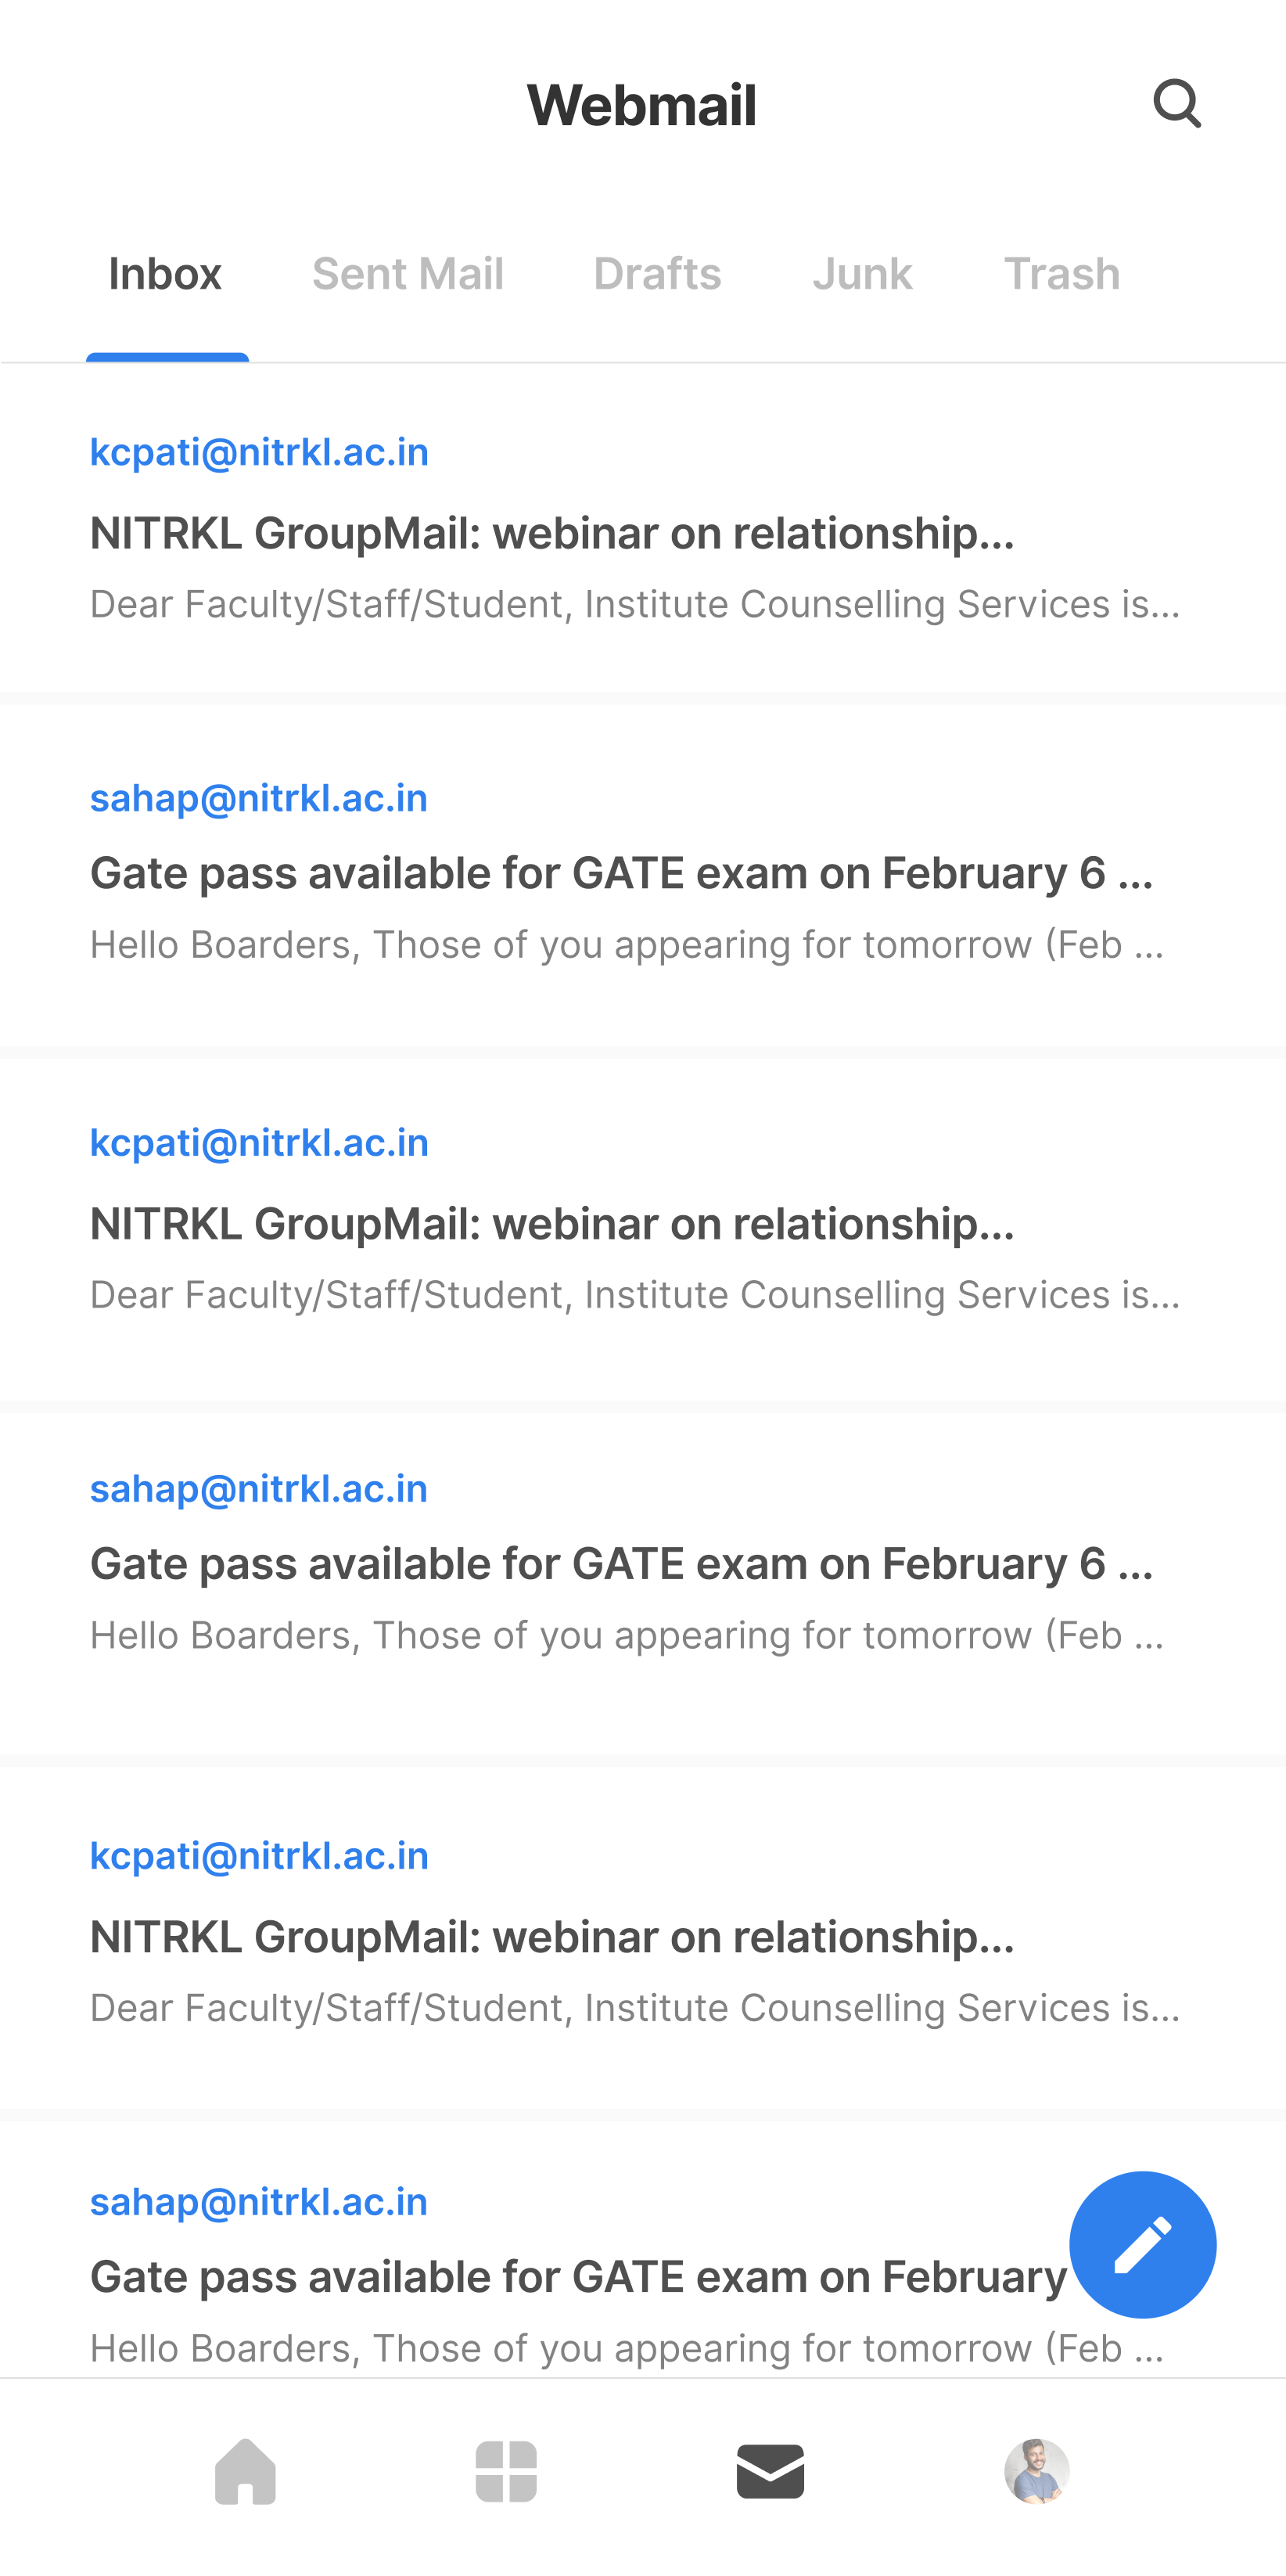 Webmail
Inbox Sent Mail Drafts Junk Trash
kcpati@nitrkl.ac.in
NITRKL GroupMail: webinar on relationship...
Dear Faculty/Staff/Student, Institute Counselling Services is...
sahap@nitrkl.ac.in
Gate pass available for GATE exam on February 6 ...
Hello Boarders, Those of you appearing for tomorrow (Feb ...
kcpati@nitrkl.ac.in
NITRKL GroupMail: webinar on relationship...
Dear Faculty/Staff/Student, Institute Counselling Services is...
sahap@nitrkl.ac.in
Gate pass available for GATE exam on February 6 ...
Hello Boarders, Those of you appearing for tomorrow (Feb ...
kcpati@nitrkl.ac.in
NITRKL GroupMail: webinar on relationship...
Dear Faculty/Staff/Student, Institute Counselling Services is...
sahap@nitrkl.ac.in
Gate pass available for GATE exam on February
Hello Boarders, Those of you appearing for tomorrow (Feb ...